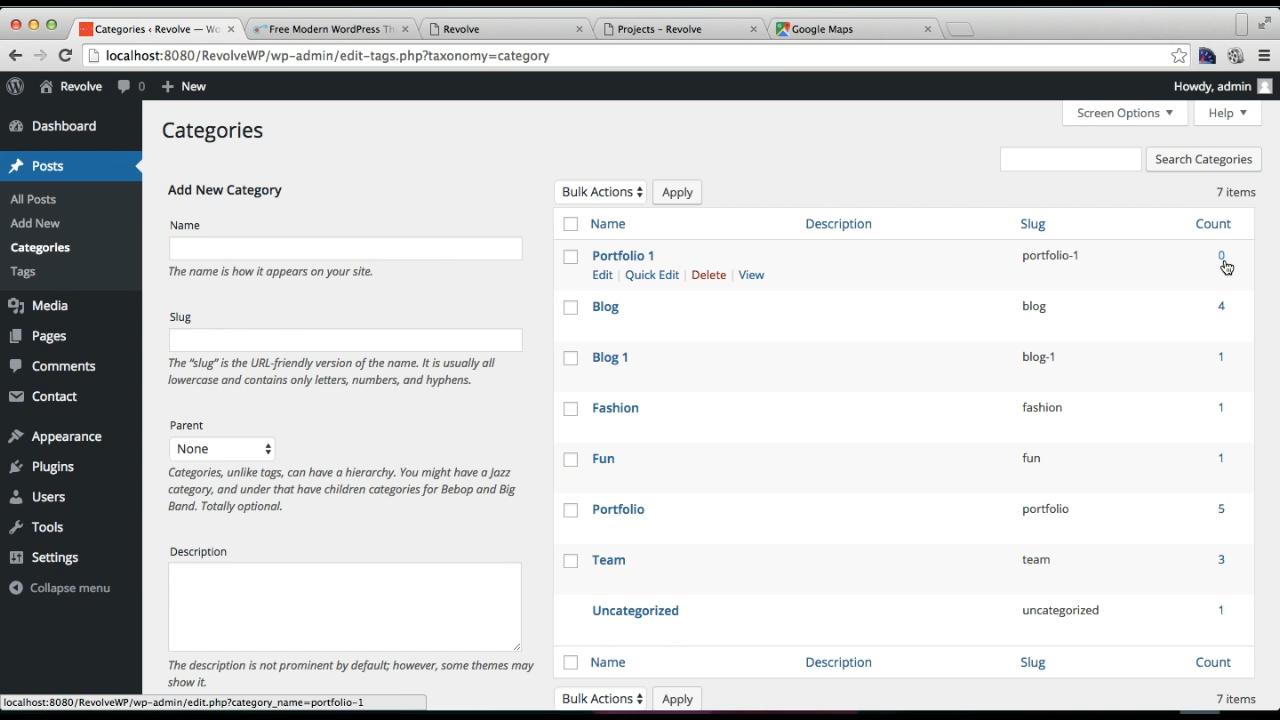 Categories ‹ Revolve — Wo
Free Modern WordPress Th
Revolve
Projects – Revolve
Google Maps
localhost:8080/RevolveWP/wp-admin/edit-tags.php?taxonomy=category
Revolve
0
New
Howdy, admin
Screen Options
Help
Dashboard
Posts
All Posts
Add New
Categories
Tags
Media
Pages
Comments
Contact
Appearance
Plugins
Users
Tools
Settings
Collapse menu
Categories
Search Categories
Add New Category
Name
The name is how it appears on your site.
Slug
The “slug” is the URL-friendly version of the name. It is usually all
lowercase and contains only letters, numbers, and hyphens.
Parent
None
Categories, unlike tags, can have a hierarchy. You might have a Jazz
category, and under that have children categories for Bebop and Big
Band. Totally optional.
Description
The description is not prominent by default; however, some themes may
show it.
Bulk Actions Apply 7 items
Name Description Slug Count
Portfolio 1 portfolio-1 0
Edit | Quick Edit | Delete | View
Blog blog 4
Blog 1 blog-1 1
Fashion fashion 1
Fun fun 1
Portfolio portfolio 5
Team team 3
Uncategorized uncategorized 1
Name Description Slug Count
Bulk Actions Apply 7 items
localhost:8080/RevolveWP/wp-admin/edit.php?category_name=portfolio-1